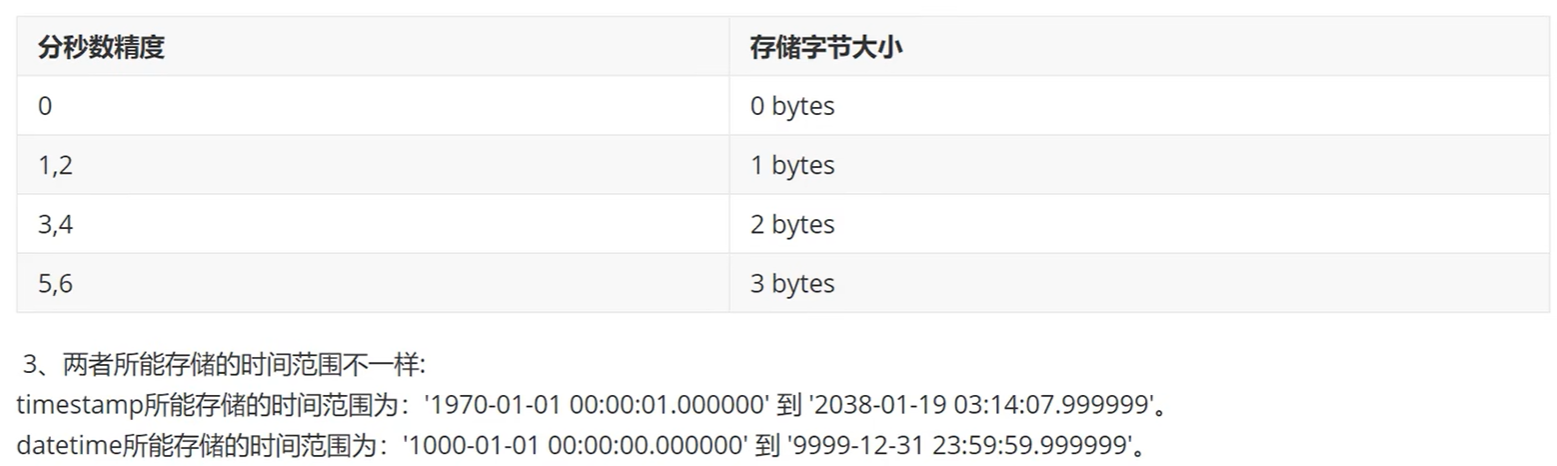 分秒数精度 存储字节大小
0 0 bytes
1,2 1 bytes
3,4 2 bytes
5,6 3 bytes
3、两者所能存储的时间范围不一样:
timestamp所能存储的时间范围为：'1970-01-01 00:00:01.000000' 到 '2038-01-19 03:14:07.999999'。
datetime所能存储的时间范围为：'1000-01-01 00:00:00.000000' 到 '9999-12-31 23:59:59.999999'。